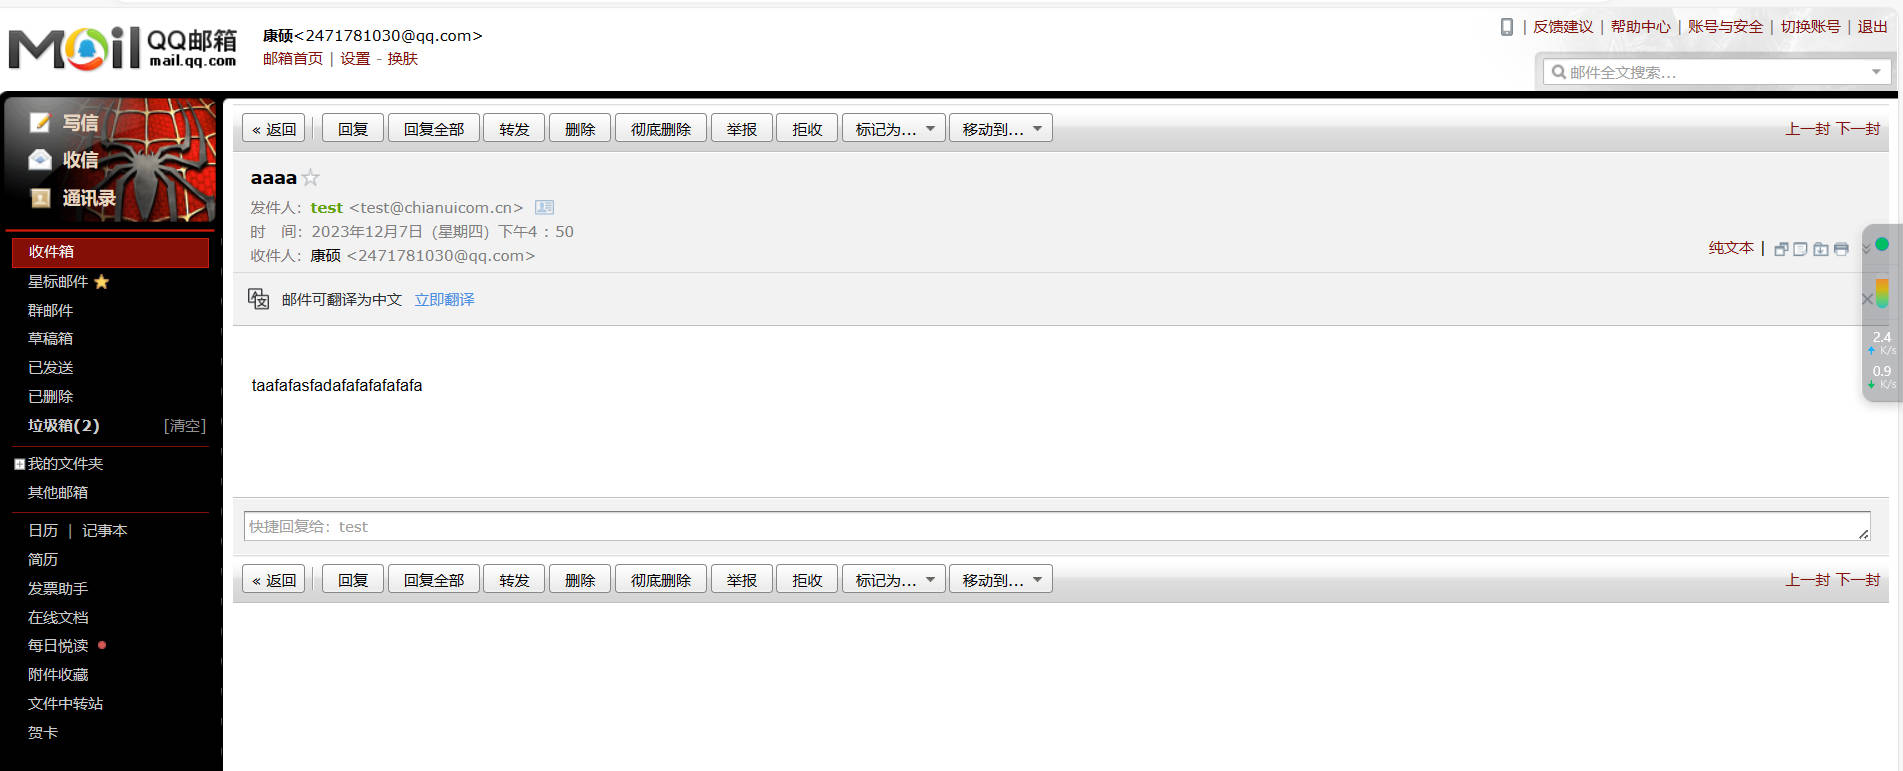 Mail QQ邮箱
mail.qq.com
康硕<2471781030@qq.com>
邮箱首页 | 设置 - 换肤
| 反馈建议 | 帮助中心 | 账号与安全 | 切换账号 | 退出
邮件全文搜索...
写信
收信
通讯录
收件箱
星标邮件
群邮件
草稿箱
已发送
已删除
垃圾箱(2) [清空]
我的文件夹
其他邮箱
日历 | 记事本
简历
发票助手
在线文档
每日悦读
附件收藏
文件中转站
贺卡
« 返回 回复 回复全部 转发 删除 彻底删除 举报 拒收 标记为... 移动到... 上一封 下一封
aaaa
发件人：test <test@chianuicom.cn>
时 间：2023年12月7日（星期四）下午4：50
收件人：康硕 <2471781030@qq.com>
纯文本 |
邮件可翻译为中文 立即翻译
taafafasfadafafafafafafa
快捷回复给：test
« 返回 回复 回复全部 转发 删除 彻底删除 举报 拒收 标记为... 移动到... 上一封 下一封
2.4
K/s
0.9
K/s